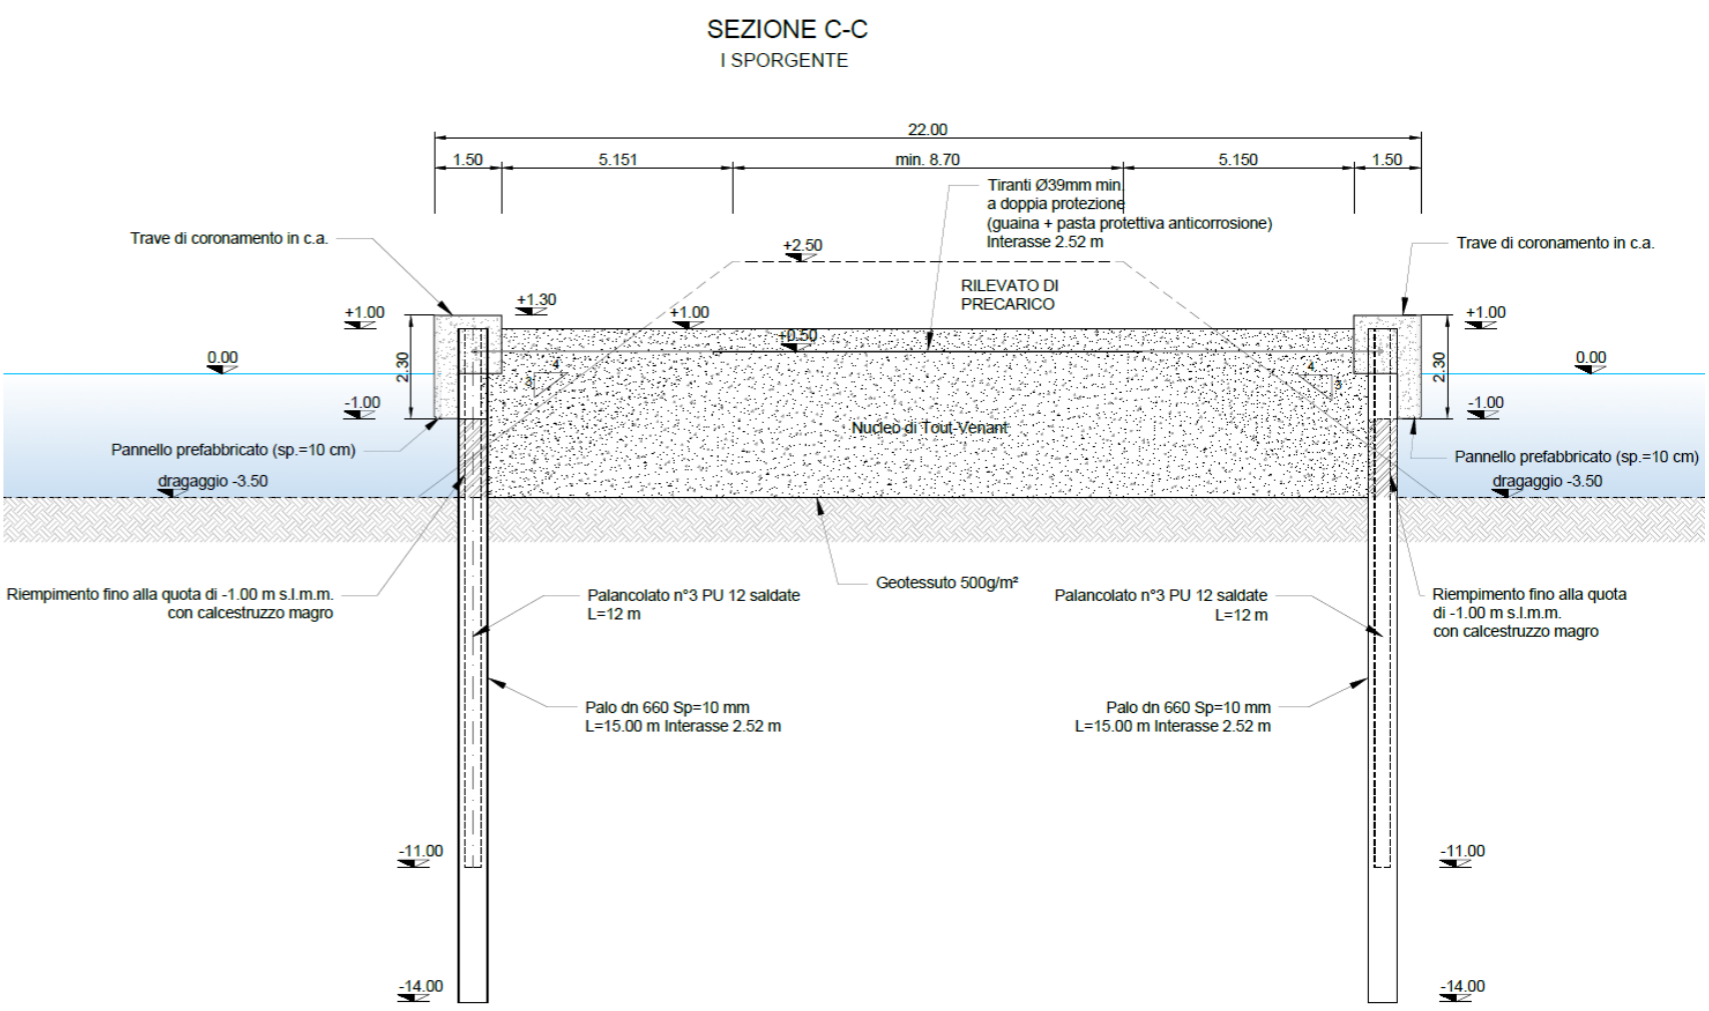 SEZIONE C-C
I SPORGENTE
22.00
1.50
5.151
min. 8.70
5.150
1.50
Tiranti Ø39mm min.
a doppia protezione
(guaina + pasta protettiva anticorrosione)
Interasse 2.52 m
Trave di coronamento in c.a.
+2.50
Trave di coronamento in c.a.
RILEVATO DI
PRECARICO
+1.00
+1.30
+1.00
+1.00
+0.50
0.00
2.30
4
3
4
3
2.30
0.00
-1.00
-1.00
Nucleo di Tout-Venant
Pannello prefabbricato (sp.=10 cm)
Pannello prefabbricato (sp.=10 cm)
dragaggio -3.50
dragaggio -3.50
Riempimento fino alla quota di -1.00 m s.l.m.m.
con calcestruzzo magro
Palancolato n°3 PU 12 saldate
L=12 m
Geotessuto 500g/m²
Palancolato n°3 PU 12 saldate
L=12 m
Riempimento fino alla quota
di -1.00 m s.l.m.m.
con calcestruzzo magro
Palo dn 660 Sp=10 mm
L=15.00 m Interasse 2.52 m
Palo dn 660 Sp=10 mm
L=15.00 m Interasse 2.52 m
-11.00
-11.00
-14.00
-14.00